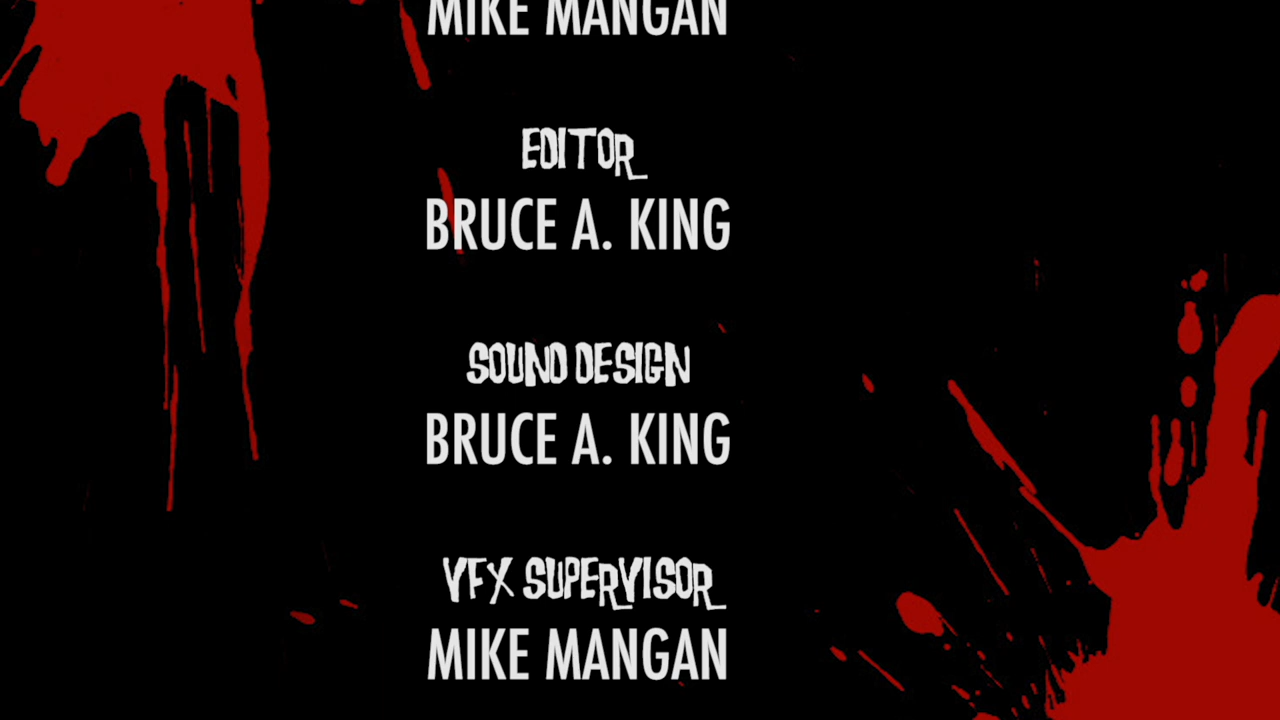 MIKE MANGAN
EDITOR
BRUCE A. KING
SOUND DESIGN
BRUCE A. KING
VFX SUPERVISOR
MIKE MANGAN